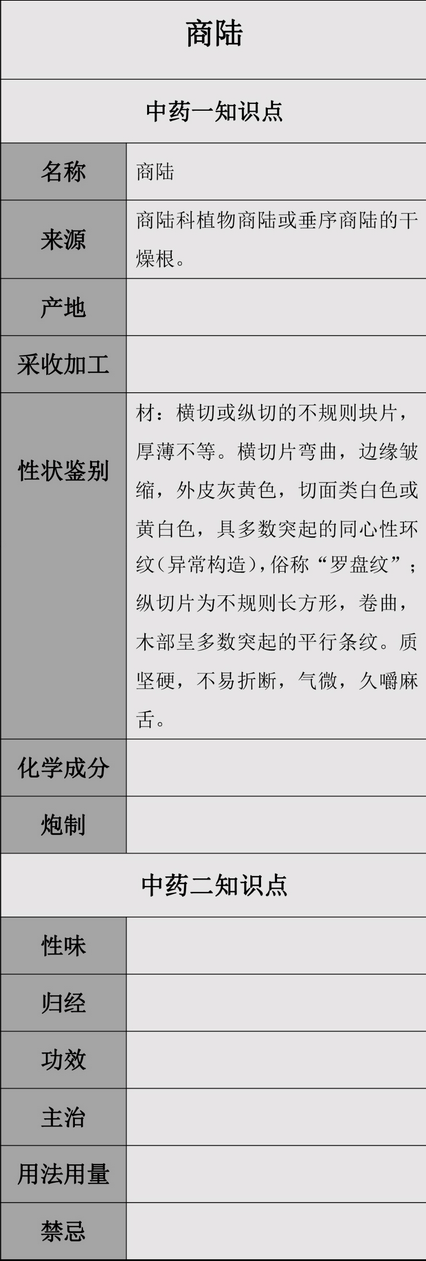 商陆
中药一知识点
名称
商陆
来源
商陆科植物商陆或垂序商陆的干
燥根。
产地
采收加工
性状鉴别
材：横切或纵切的不规则块片，
厚薄不等。横切片弯曲，边缘皱
缩，外皮灰黄色，切面类白色或
黄白色，具多数突起的同心性环
纹（异常构造），俗称“罗盘纹”；
纵切片为不规则长方形，卷曲，
木部呈多数突起的平行条纹。质
坚硬，不易折断，气微，久嚼麻
舌。
化学成分
炮制
中药二知识点
性味
归经
功效
主治
用法用量
禁忌